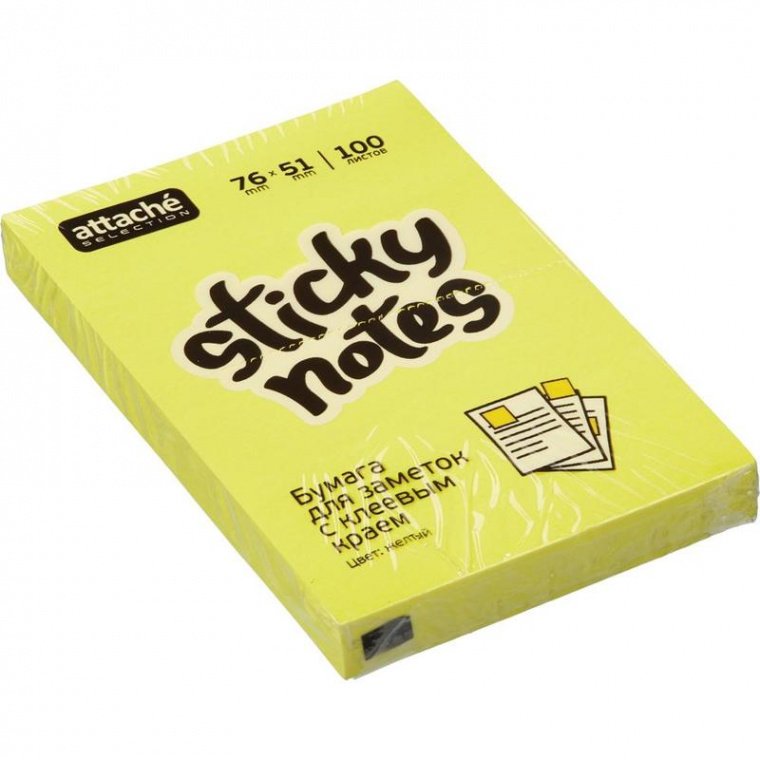 attaché
SELECTION
76 x 51 | 100
mm mm листов
sticky
notes
Бумага
для заметок
с клеевым
краем
Цвет: желтый